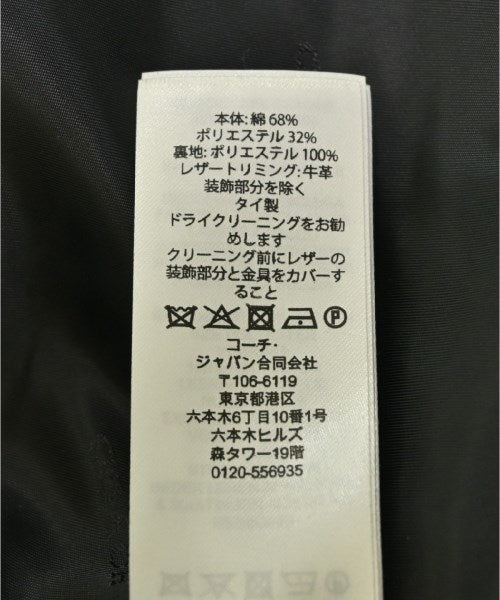 本体: 綿 68%
ポリエステル 32%
裏地: ポリエステル 100%
レザートリミング: 牛革
装飾部分を除く
タイ製
ドライクリーニングをお勧
めします
クリーニング前にレザーの
装飾部分と金具をカバーす
ること
P
コーチ・
ジャパン合同会社
〒106-6119
東京都港区
六本木6丁目10番1号
六本木ヒルズ
森タワー19階
0120-556935